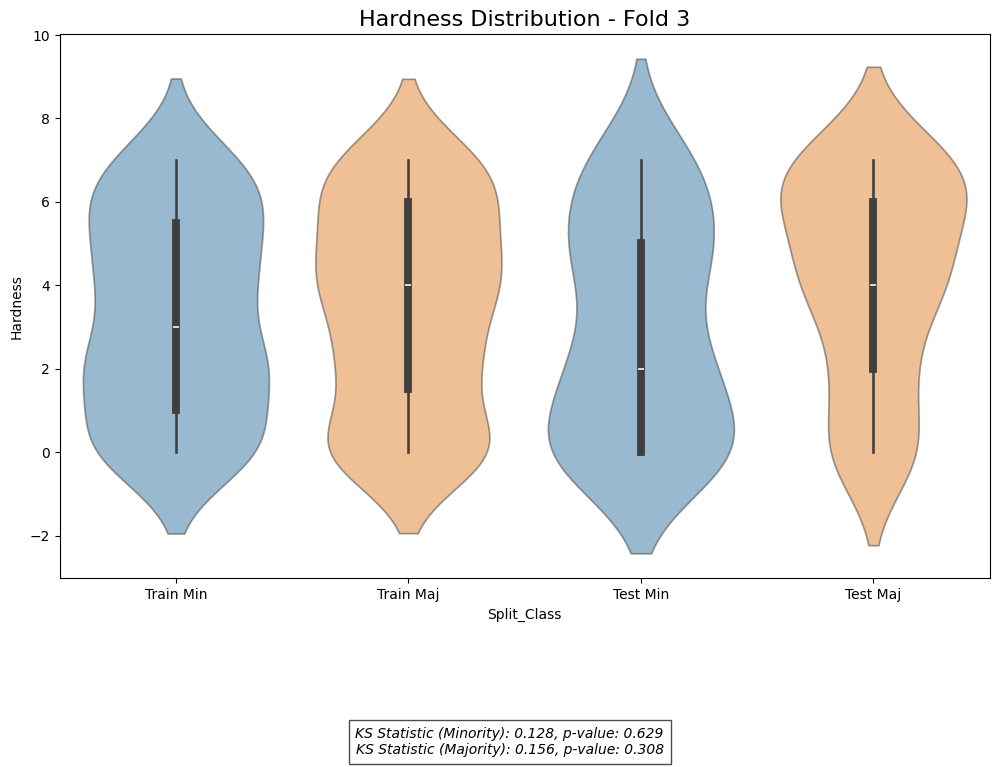 Hardness Distribution - Fold 3
10
8
6
4
2
0
−2
Hardness
Train Min
Train Maj
Test Min
Test Maj
Split_Class
KS Statistic (Minority): 0.128, p-value: 0.629
KS Statistic (Majority): 0.156, p-value: 0.308